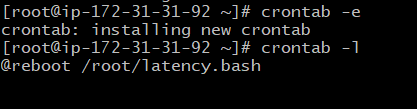 [root@ip-172-31-31-92 ~]# crontab -e
crontab: installing new crontab
[root@ip-172-31-31-92 ~]# crontab -l
@reboot /root/latency.bash